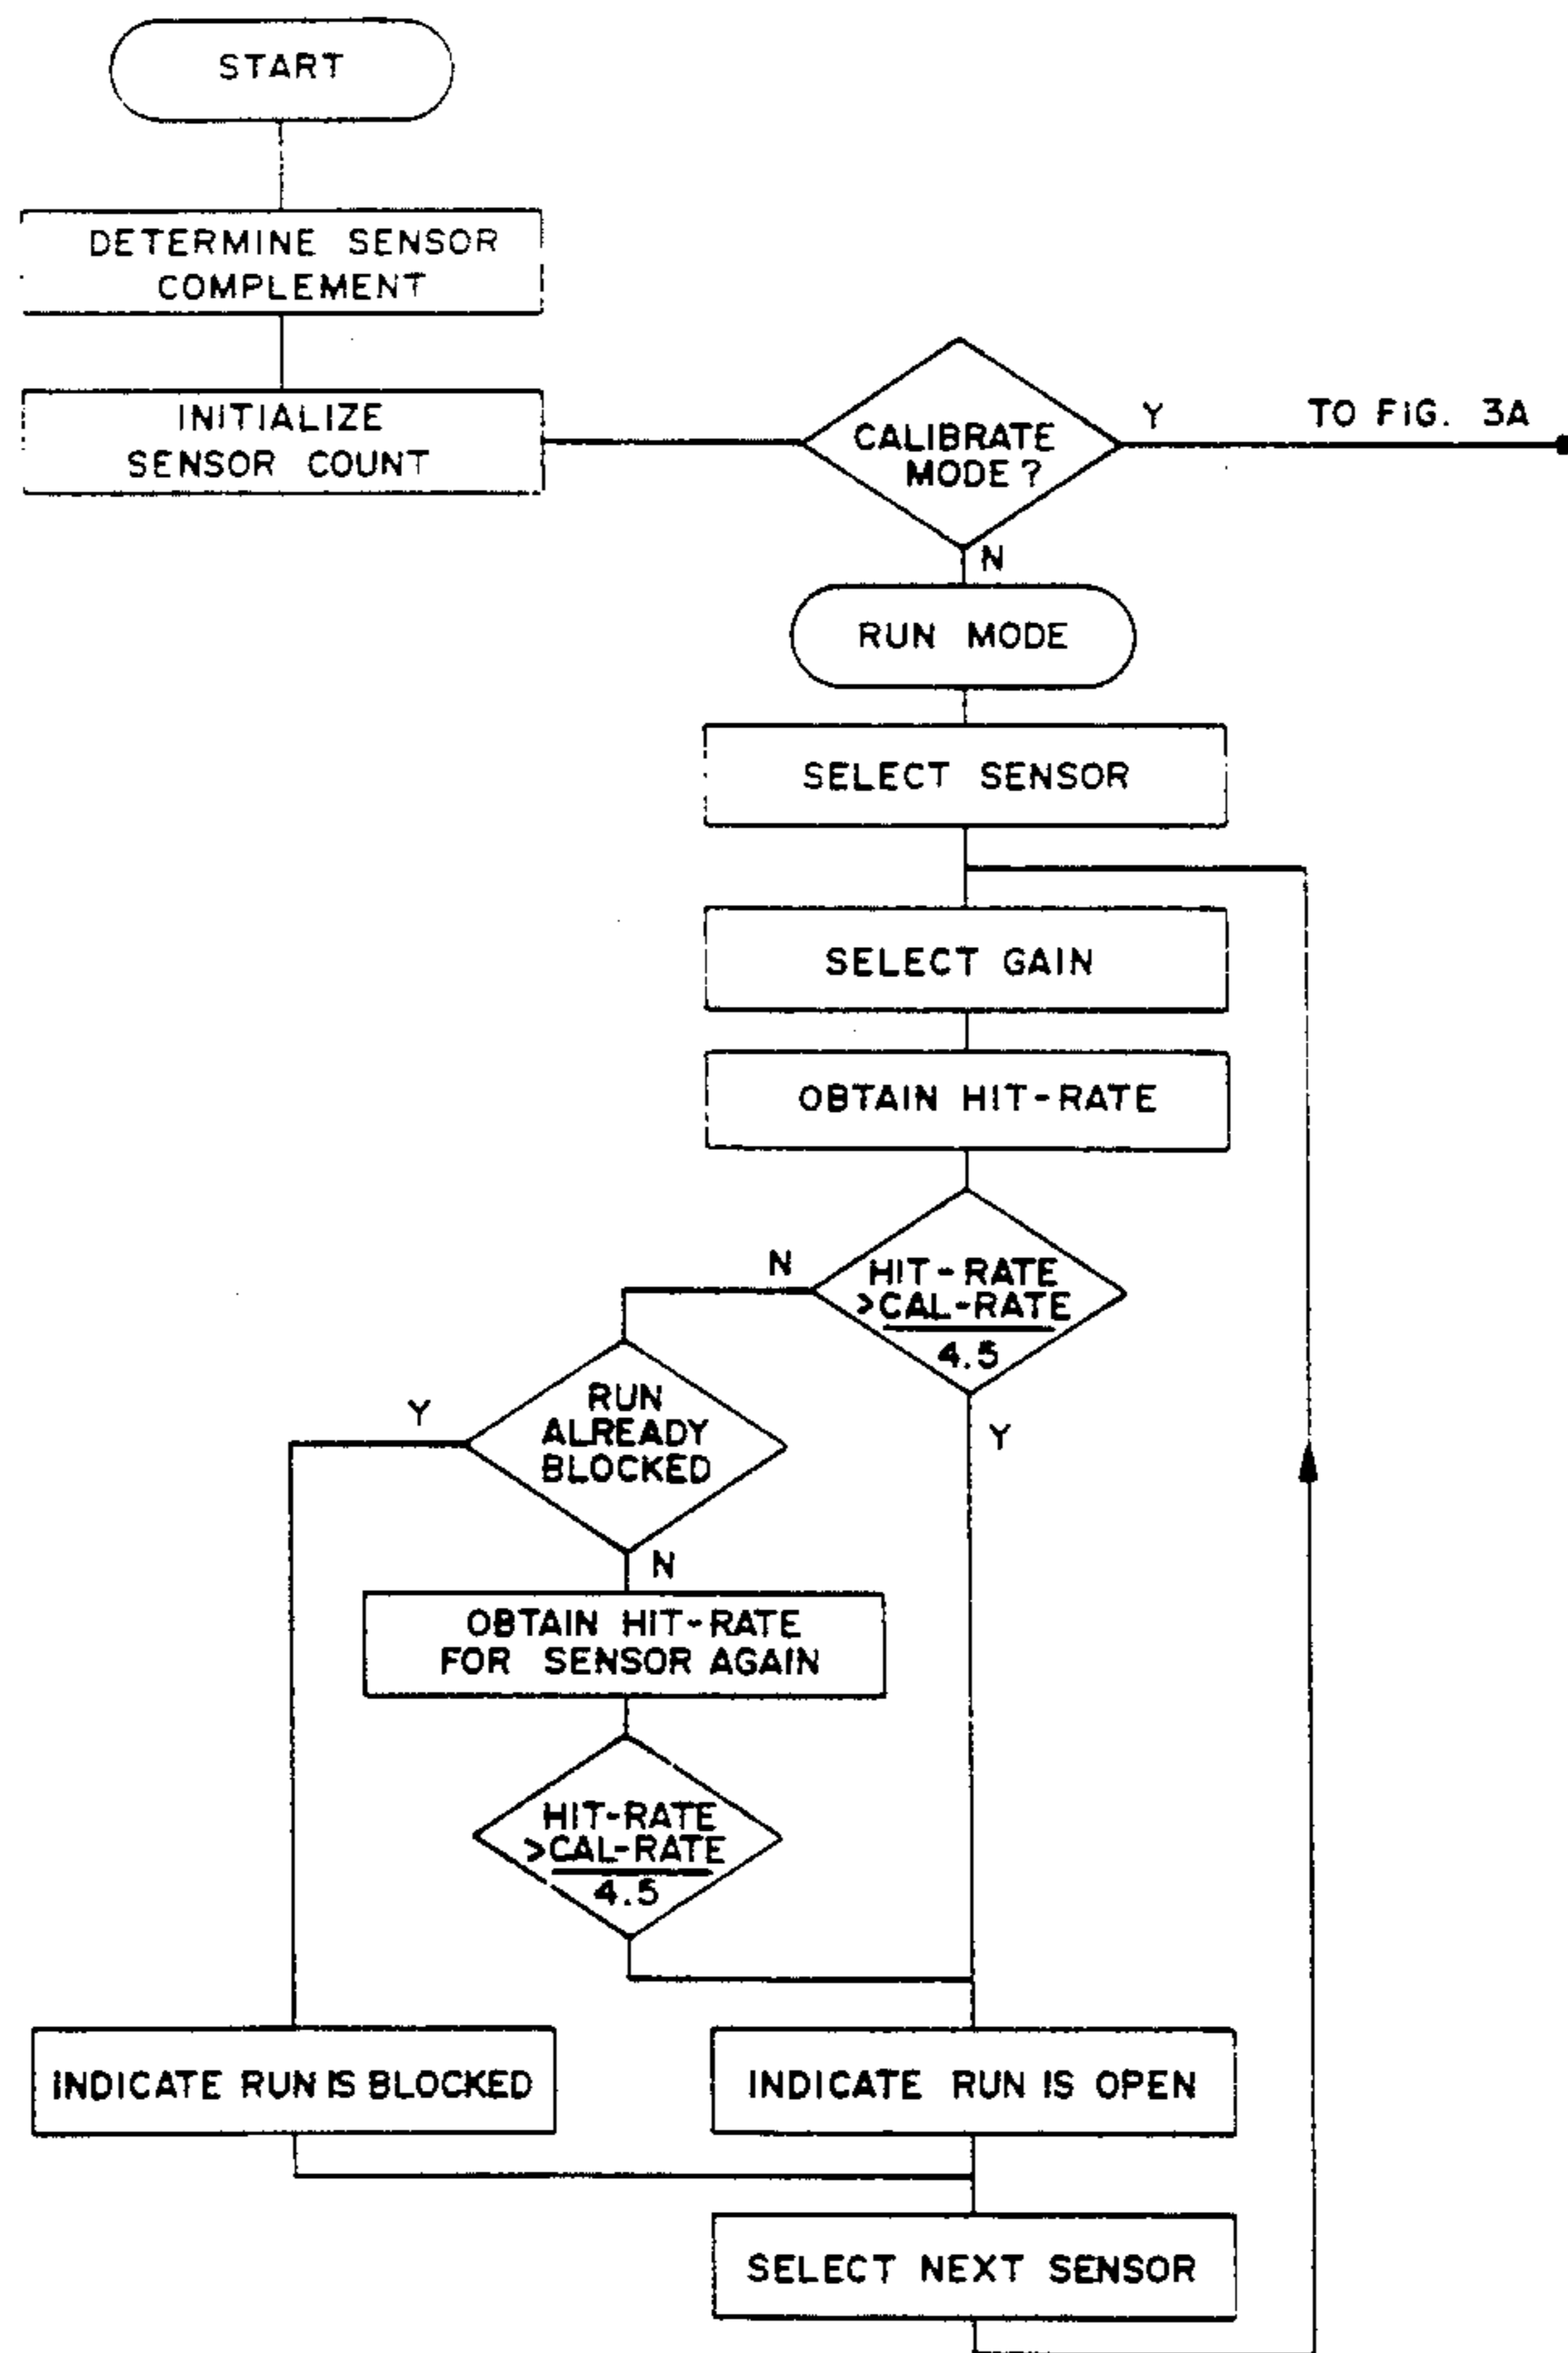 START
DETERMINE SENSOR
COMPLEMENT
INITIALIZE
SENSOR COUNT
CALIBRATE
MODE?
Y
TO FIG. 3A
N
RUN MODE
SELECT SENSOR
SELECT GAIN
OBTAIN HIT-RATE
N
HIT-RATE
>CAL-RATE
4.5
Y
Y
RUN
ALREADY
BLOCKED
N
OBTAIN HIT-RATE
FOR SENSOR AGAIN
HIT-RATE
>CAL-RATE
4.5
INDICATE RUN IS BLOCKED
INDICATE RUN IS OPEN
SELECT NEXT SENSOR